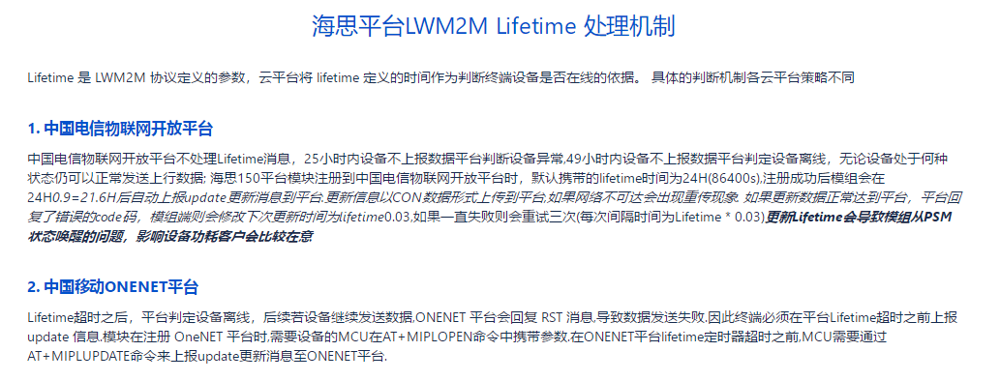 海思平台LWM2M Lifetime 处理机制
Lifetime 是 LWM2M 协议定义的参数，云平台将 lifetime 定义的时间作为判断终端设备是否在线的依据。 具体的判断机制各云平台策略不同
1. 中国电信物联网开放平台
中国电信物联网开放平台不处理Lifetime消息，25小时内设备不上报数据平台判断设备异常,49小时内设备不上报数据平台判定设备离线，无论设备处于何种
状态仍可以正常发送上行数据; 海思150平台模块注册到中国电信物联网开放平台时，默认携带的lifetime时间为24H(86400s),注册成功后模组会在
24H0.9=21.6H后自动上报update更新消息到平台.更新信息以CON数据形式上传到平台,如果网络不可达会出现重传现象. 如果更新数据正常达到平台，平台回
复了错误的code码，模组端则会修改下次更新时间为lifetime0.03,如果一直失败则会重试三次(每次间隔时间为Lifetime * 0.03)更新Lifetime会导致模组从PSM
状态唤醒的问题，影响设备功耗客户会比较在意
2. 中国移动ONENET平台
Lifetime超时之后，平台判定设备离线，后续若设备继续发送数据,ONENET 平台会回复 RST 消息,导致数据发送失败.因此终端必须在平台Lifetime超时之前上报
update 信息.模块在注册 OneNET 平台时,需要设备的MCU在AT+MIPLOPEN命令中携带参数.在ONENET平台lifetime定时器超时之前,MCU需要通过
AT+MIPLUPDATE命令来上报update更新消息至ONENET平台.